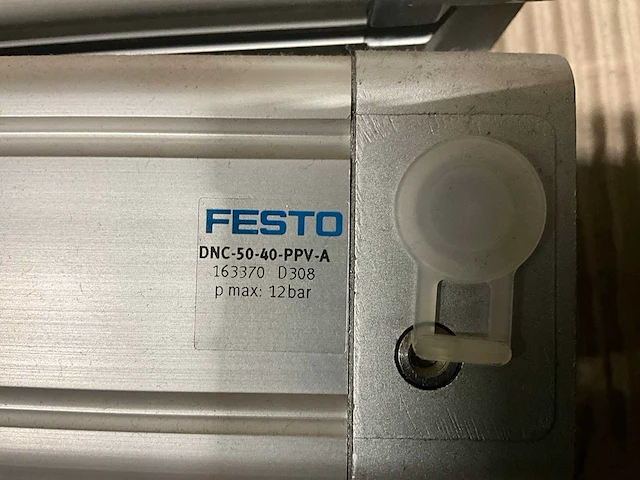 FESTO
DNC-50-40-PPV-A
163370 D308
p max: 12bar